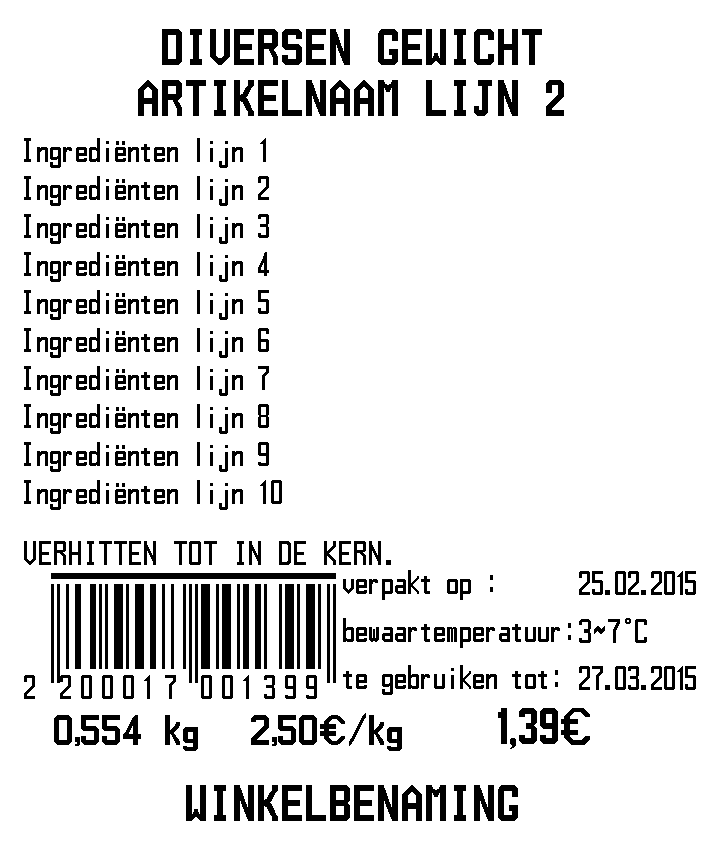 DIVERSEN GEWICHT
ARTIKELNAAM LIJN 2
Ingrediënten lijn 1
Ingrediënten lijn 2
Ingrediënten lijn 3
Ingrediënten lijn 4
Ingrediënten lijn 5
Ingrediënten lijn 6
Ingrediënten lijn 7
Ingrediënten lijn 8
Ingrediënten lijn 9
Ingrediënten lijn 10
VERHITTEN TOT IN DE KERN.
verpakt op : 25.02.2015
bewaartemperatuur:3~7°C
te gebruiken tot: 27.03.2015
2 200017 001399
0,554 kg 2,50€/kg 1,39€
WINKELBENAMING